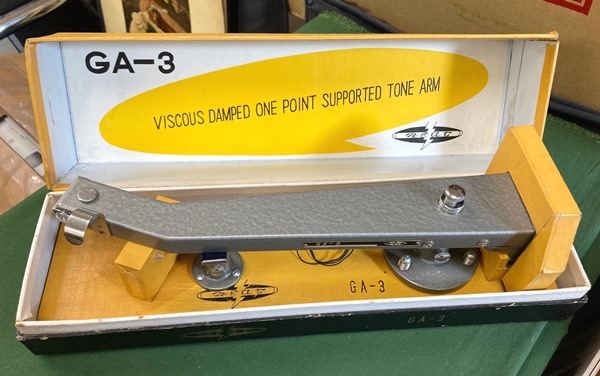 GA-3
VISCOUS DAMPED ONE POINT SUPPORTED TONE ARM
GA-3
GA-3